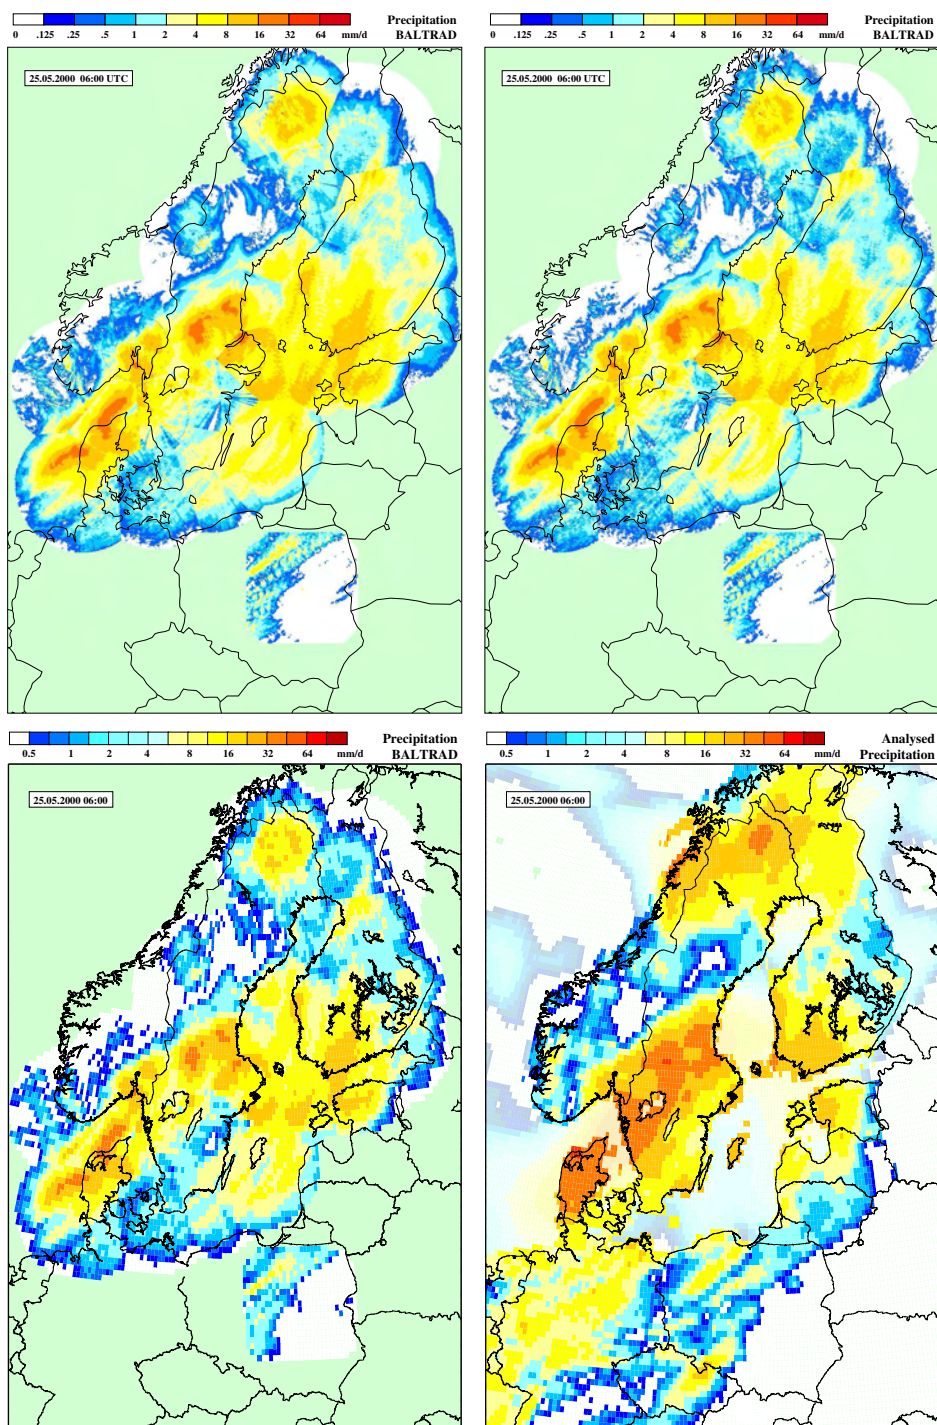 Precipitation
0 .125 .25 .5 1 2 4 8 16 32 64 mm/d BALTRAD
25.05.2000 06:00 UTC
Precipitation
0 .125 .25 .5 1 2 4 8 16 32 64 mm/d BALTRAD
25.05.2000 06:00 UTC
Precipitation
0.5 1 2 4 8 16 32 64 mm/d BALTRAD
25.05.2000 06:00
Analysed
0.5 1 2 4 8 16 32 64 mm/d Precipitation
25.05.2000 06:00